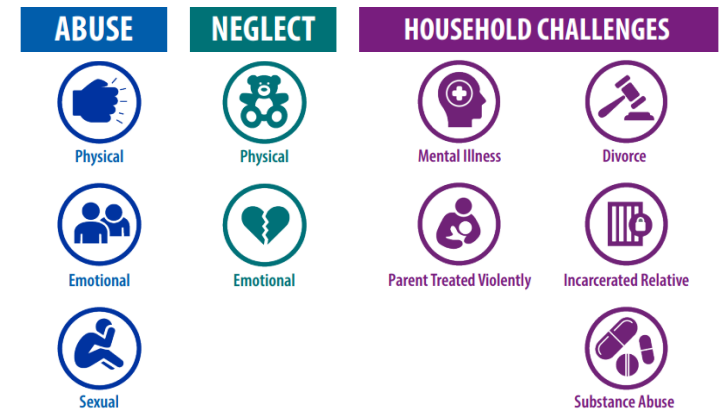 ABUSE
NEGLECT
HOUSEHOLD CHALLENGES
Physical
Physical
Mental Illness
Divorce
Emotional
Emotional
Parent Treated Violently
Incarcerated Relative
Sexual
Substance Abuse